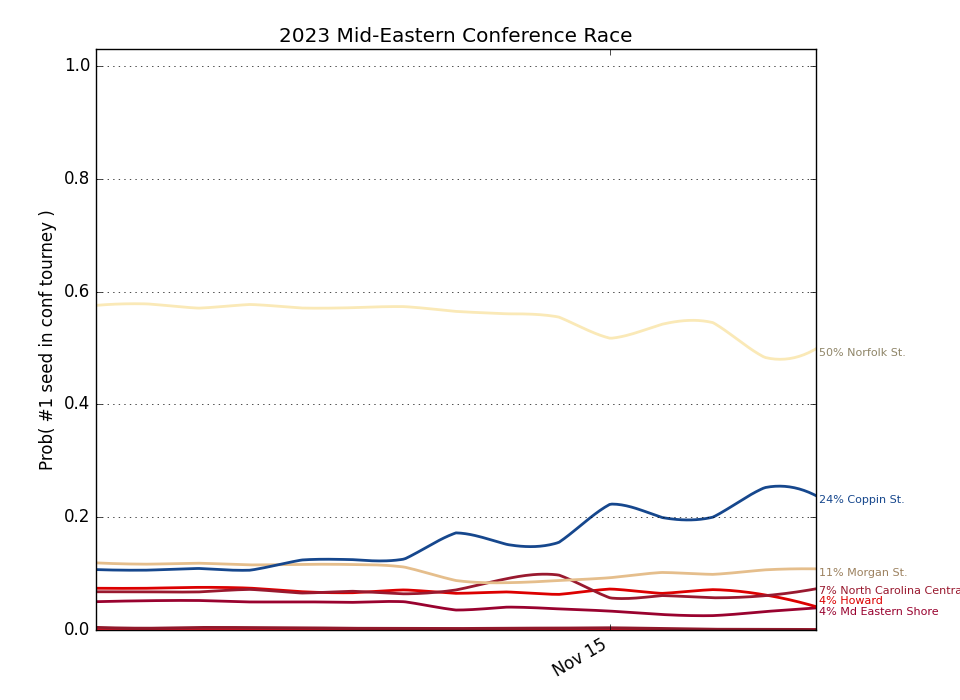 2023 Mid-Eastern Conference Race
Prob( #1 seed in conf tourney )
1.0
0.8
0.6
0.4
0.2
0.0
Nov 15
50% Norfolk St.
24% Coppin St.
11% Morgan St.
7% North Carolina Centra
4% Howard
4% Md Eastern Shore